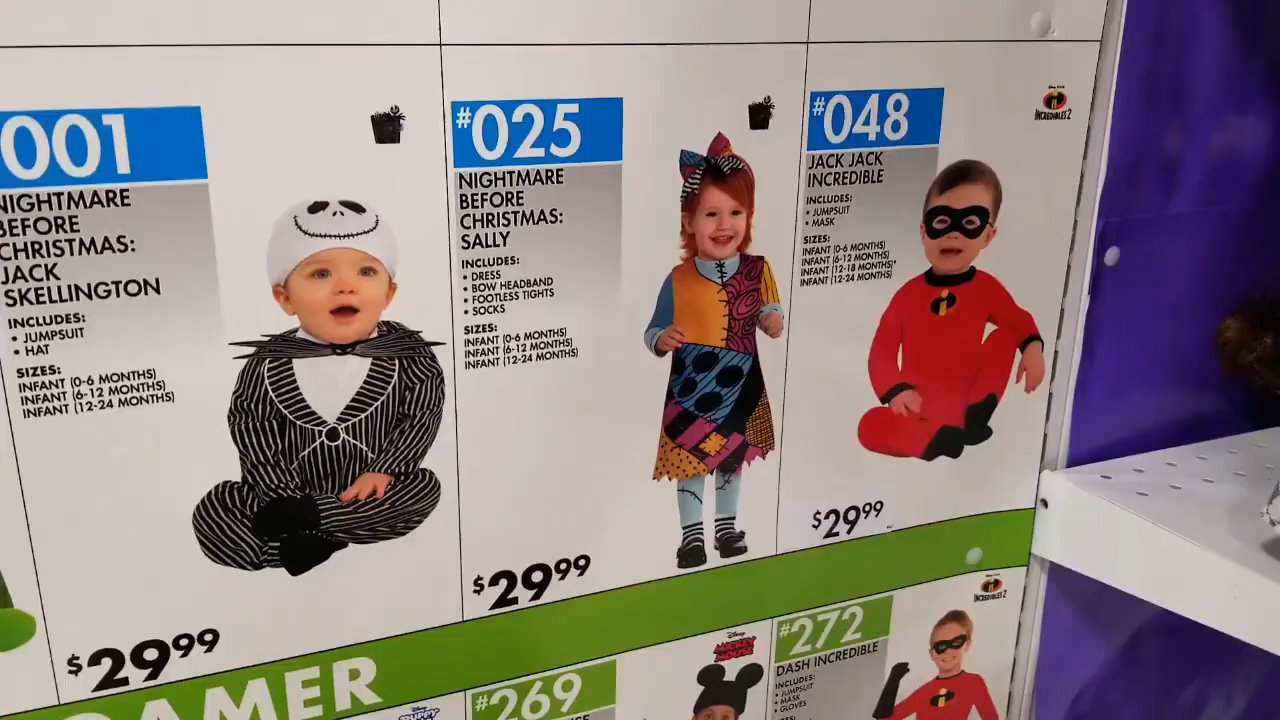 001
NIGHTMARE
BEFORE
CHRISTMAS:
JACK
SKELLINGTON
INCLUDES:
• JUMPSUIT
• HAT
SIZES:
INFANT (0-6 MONTHS)
INFANT (6-12 MONTHS)
INFANT (12-24 MONTHS)
$29.99
#025
NIGHTMARE
BEFORE
CHRISTMAS:
SALLY
INCLUDES:
• DRESS
• BOW HEADBAND
• FOOTLESS TIGHTS
• SOCKS
SIZES:
INFANT (0-6 MONTHS)
INFANT (6-12 MONTHS)
INFANT (12-24 MONTHS)
$29.99
#048
JACK JACK
INCREDIBLE
INCLUDES:
• JUMPSUIT
• MASK
SIZES:
INFANT (0-6 MONTHS)
INFANT (6-12 MONTHS)
INFANT (12-18 MONTHS)*
INFANT (12-24 MONTHS)
INCREDIBLES 2
$29.99
AMER
#269
Disney
MICKEY
MOUSE
#272
DASH INCREDIBLE
INCLUDES:
• JUMPSUIT
• MASK
• GLOVES
INCREDIBLES 2